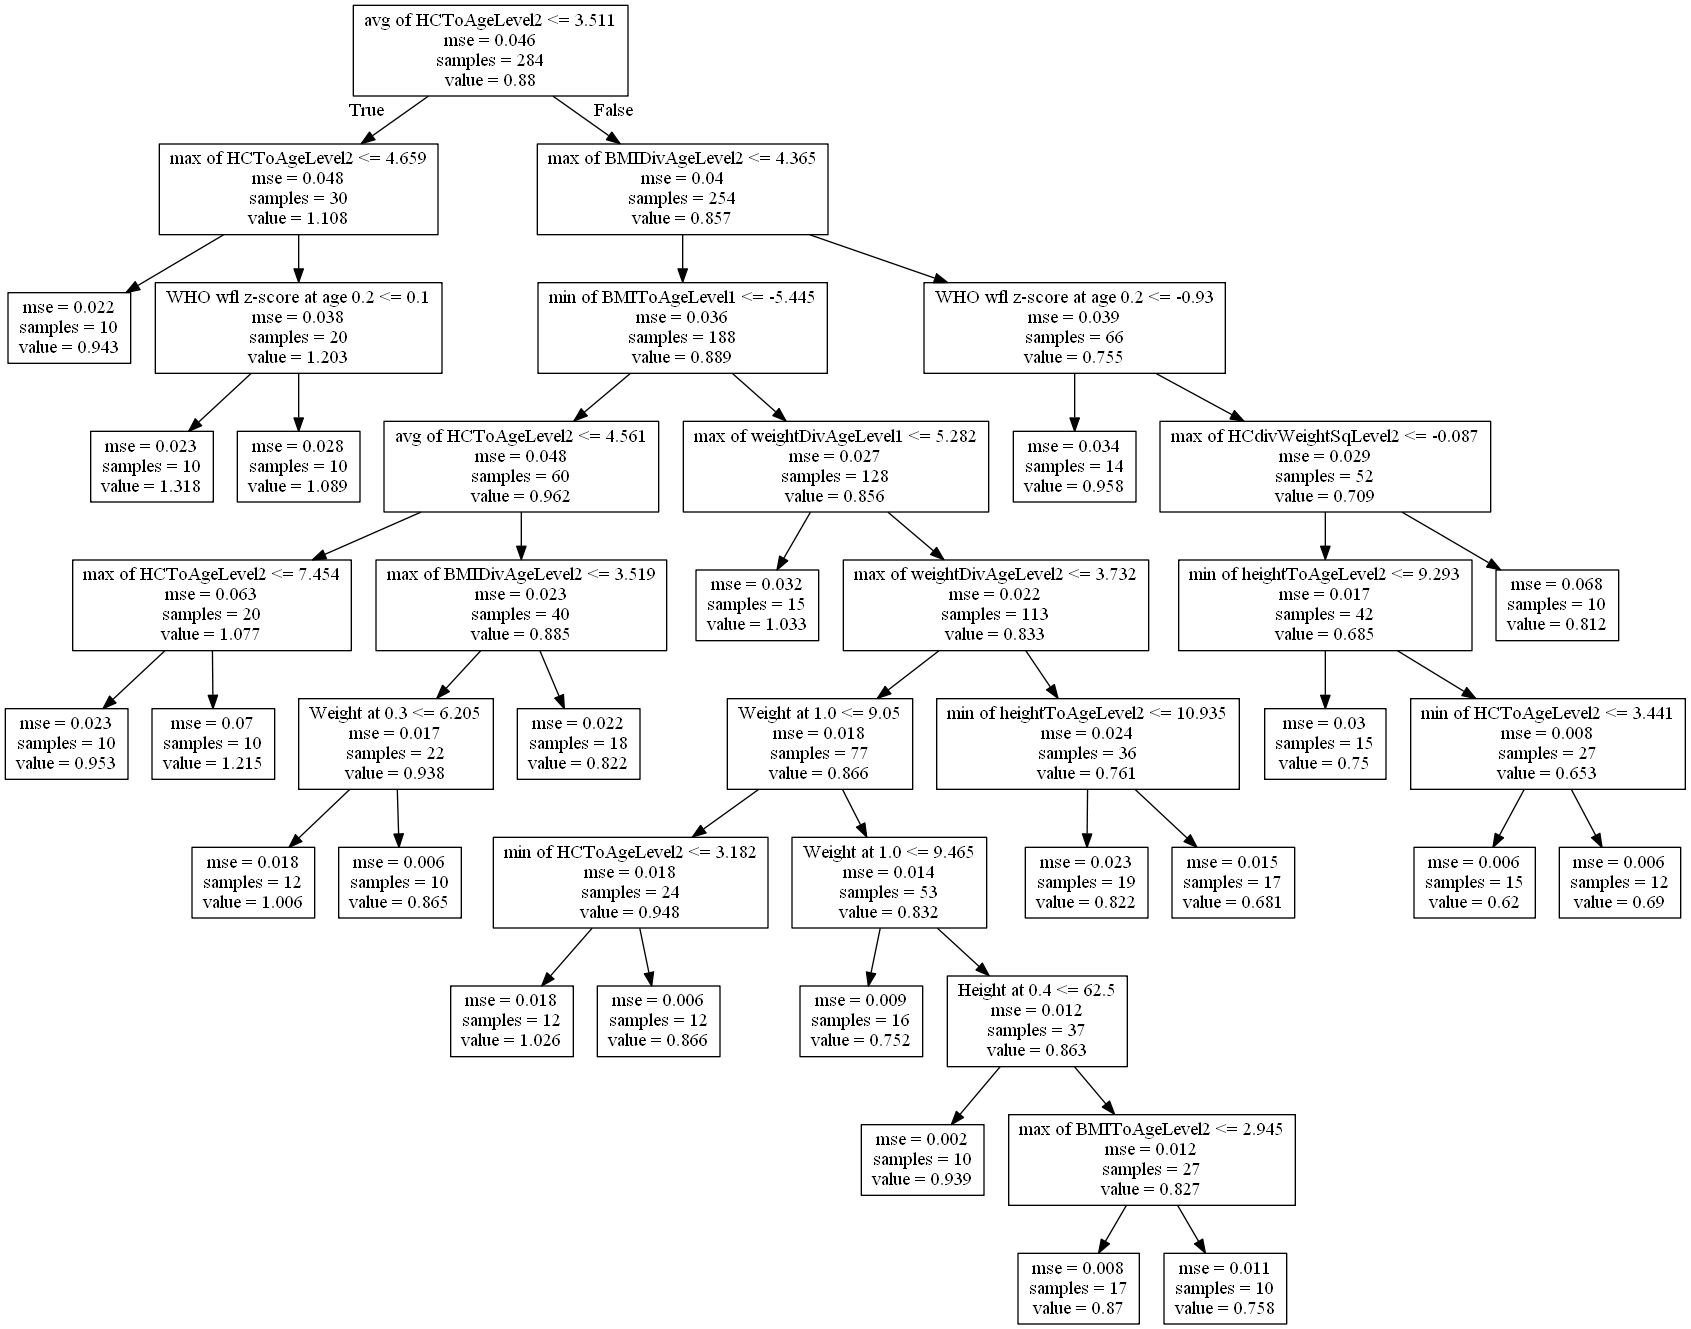 avg of HCToAgeLevel2 <= 3.511
mse = 0.046
samples = 284
value = 0.88
True
False
max of HCToAgeLevel2 <= 4.659
mse = 0.048
samples = 30
value = 1.108
max of BMIDivAgeLevel2 <= 4.365
mse = 0.04
samples = 254
value = 0.857
mse = 0.022
samples = 10
value = 0.943
WHO wfl z-score at age 0.2 <= 0.1
mse = 0.038
samples = 20
value = 1.203
min of BMIToAgeLevel1 <= -5.445
mse = 0.036
samples = 188
value = 0.889
WHO wfl z-score at age 0.2 <= -0.93
mse = 0.039
samples = 66
value = 0.755
mse = 0.023
samples = 10
value = 1.318
mse = 0.028
samples = 10
value = 1.089
avg of HCToAgeLevel2 <= 4.561
mse = 0.048
samples = 60
value = 0.962
max of weightDivAgeLevel1 <= 5.282
mse = 0.027
samples = 128
value = 0.856
mse = 0.034
samples = 14
value = 0.958
max of HCdivWeightSqLevel2 <= -0.087
mse = 0.029
samples = 52
value = 0.709
max of HCToAgeLevel2 <= 7.454
mse = 0.063
samples = 20
value = 1.077
max of BMIDivAgeLevel2 <= 3.519
mse = 0.023
samples = 40
value = 0.885
mse = 0.032
samples = 15
value = 1.033
max of weightDivAgeLevel2 <= 3.732
mse = 0.022
samples = 113
value = 0.833
min of heightToAgeLevel2 <= 9.293
mse = 0.017
samples = 42
value = 0.685
mse = 0.068
samples = 10
value = 0.812
mse = 0.023
samples = 10
value = 0.953
mse = 0.07
samples = 10
value = 1.215
Weight at 0.3 <= 6.205
mse = 0.017
samples = 22
value = 0.938
mse = 0.022
samples = 18
value = 0.822
Weight at 1.0 <= 9.05
mse = 0.018
samples = 77
value = 0.866
min of heightToAgeLevel2 <= 10.935
mse = 0.024
samples = 36
value = 0.761
mse = 0.03
samples = 15
value = 0.75
min of HCToAgeLevel2 <= 3.441
mse = 0.008
samples = 27
value = 0.653
mse = 0.018
samples = 12
value = 1.006
mse = 0.006
samples = 10
value = 0.865
min of HCToAgeLevel2 <= 3.182
mse = 0.018
samples = 24
value = 0.948
Weight at 1.0 <= 9.465
mse = 0.014
samples = 53
value = 0.832
mse = 0.023
samples = 19
value = 0.822
mse = 0.015
samples = 17
value = 0.681
mse = 0.006
samples = 15
value = 0.62
mse = 0.006
samples = 12
value = 0.69
mse = 0.018
samples = 12
value = 1.026
mse = 0.006
samples = 12
value = 0.866
mse = 0.009
samples = 16
value = 0.752
Height at 0.4 <= 62.5
mse = 0.012
samples = 37
value = 0.863
mse = 0.002
samples = 10
value = 0.939
max of BMIToAgeLevel2 <= 2.945
mse = 0.012
samples = 27
value = 0.827
mse = 0.008
samples = 17
value = 0.87
mse = 0.011
samples = 10
value = 0.758